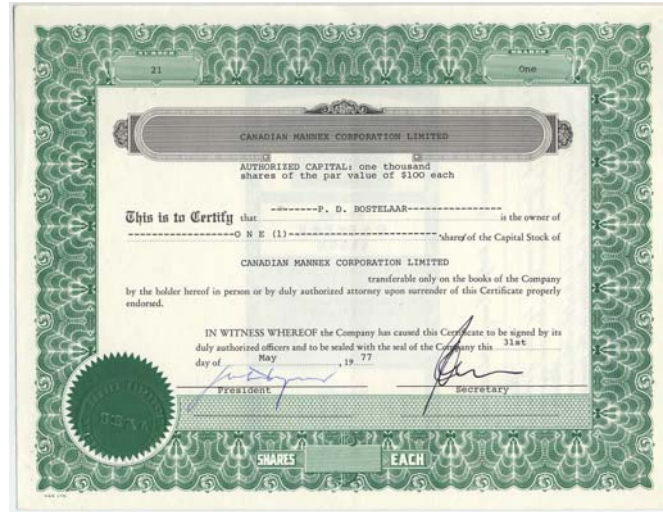 NUMBER
SHARES
21
One
CANADIAN MANNEX CORPORATION LIMITED
AUTHORIZED CAPITAL: one thousand
shares of the par value of $100 each
This is to Certify that ---------P. D. BOSTELAAR--------------- is the owner of
-----------------O N E (1)----------------------- share/ of the Capital Stock of
CANADIAN MANNEX CORPORATION LIMITED
transferable only on the books of the Company
by the holder hereof in person or by duly authorized attorney upon surrender of this Certificate properly
endorsed.
IN WITNESS WHEREOF the Company has caused this Certificate to be signed by its
duly authorized officers and to be sealed with the seal of the Company this 31st
day of May , 19 77
President
Secretary
SHARES EACH